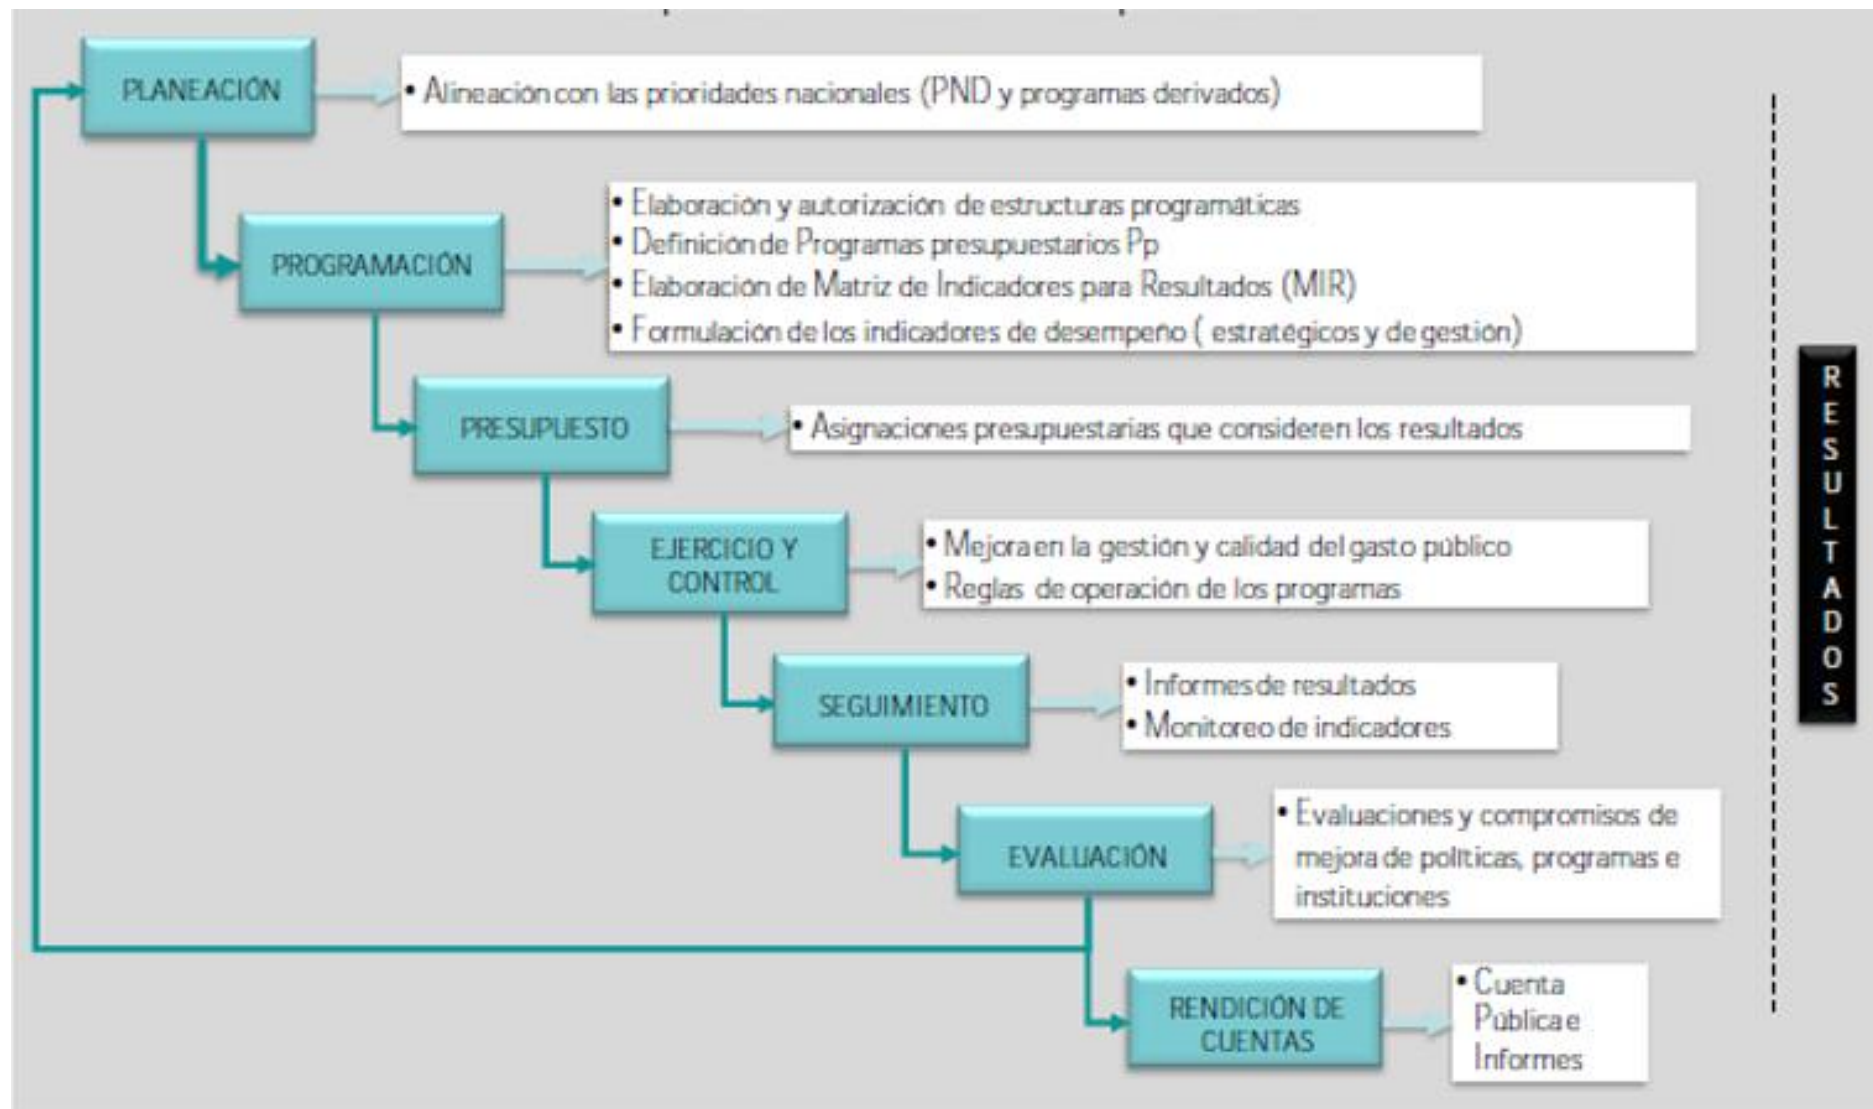 PLANEACIÓN
• Alineación con las prioridades nacionales (PND y programas derivados)
PROGRAMACIÓN
• Elaboración y autorización de estructuras programáticas
• Definición de Programas presupuestarios Pp
• Elaboración de Matriz de Indicadores para Resultados (MIR)
• Formulación de los indicadores de desempeño ( estratégicos y de gestión)
PRESUPUESTO
• Asignaciones presupuestarias que consideren los resultados
EJERCICIO Y
CONTROL
• Mejora en la gestión y calidad del gasto público
• Reglas de operación de los programas
SEGUIMIENTO
• Informes de resultados
• Monitoreo de indicadores
EVALUACIÓN
• Evaluaciones y compromisos de
mejora de políticas, programas e
instituciones
RENDICIÓN DE
CUENTAS
• Cuenta
Pública e
Informes
RESULTADOS